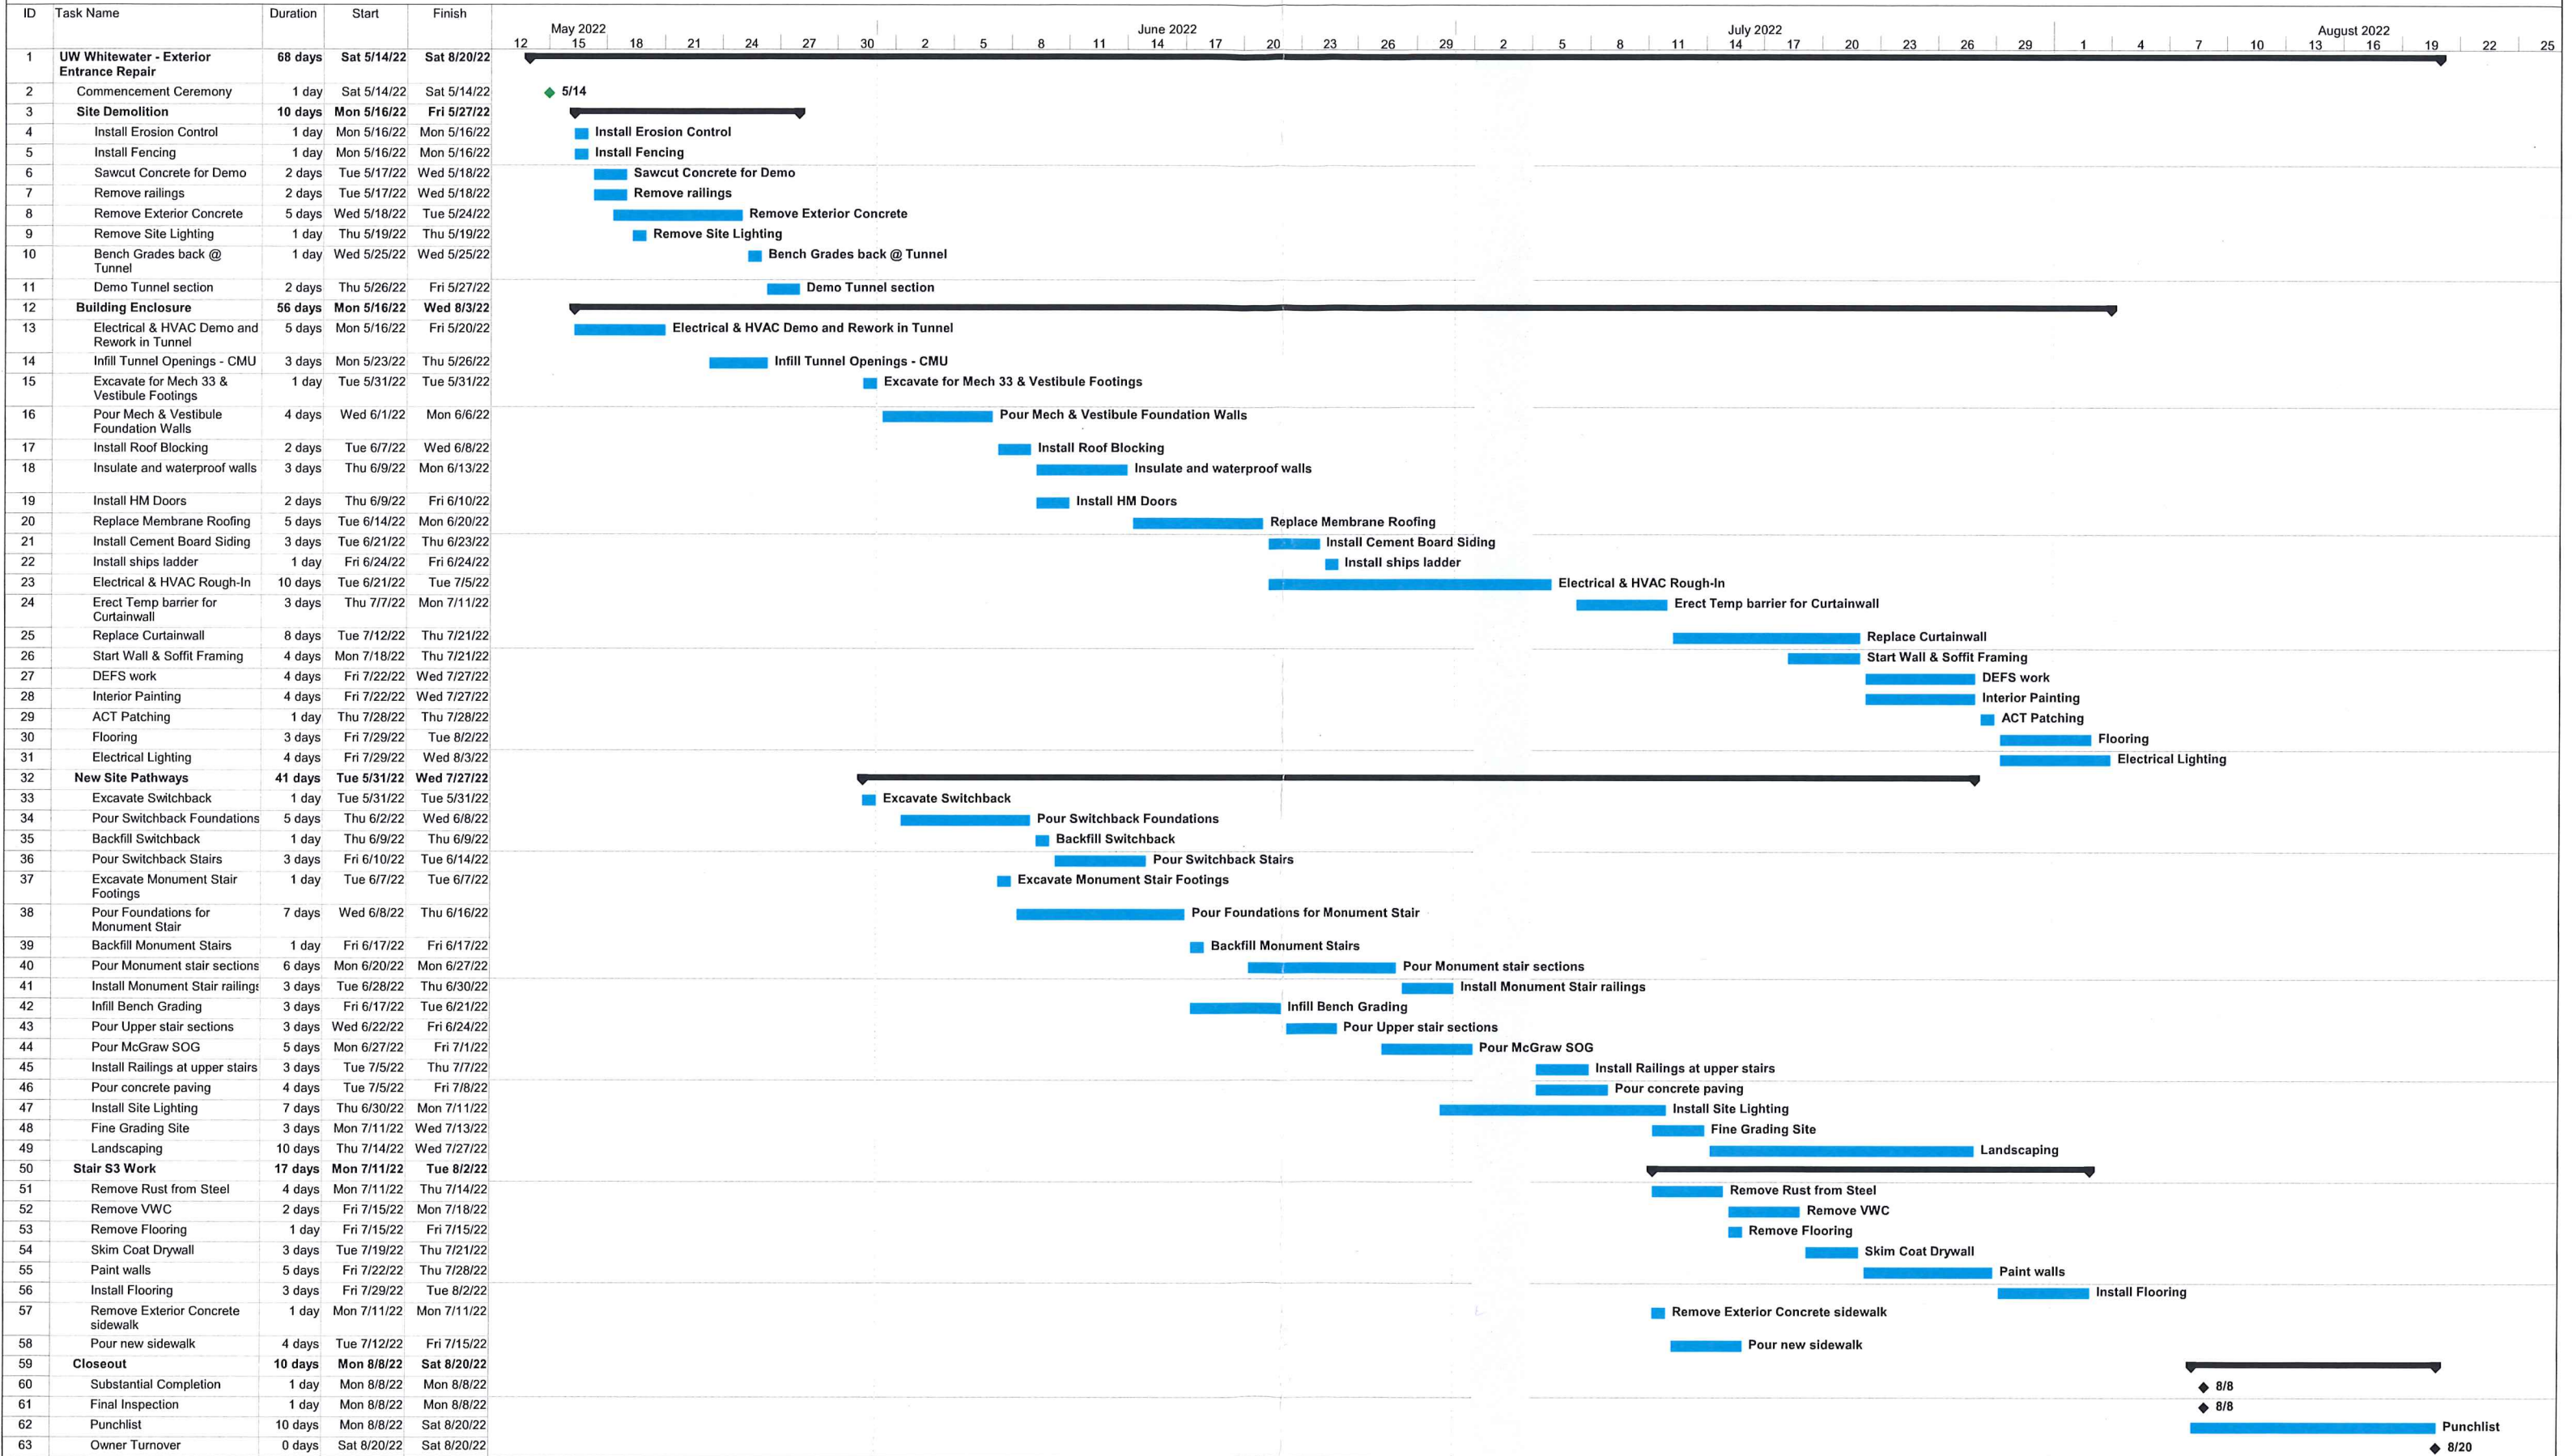 ID Task Name Duration Start Finish
May 2022 June 2022 July 2022 August 2022
12 15 18 21 24 27 30 2 5 8 11 14 17 20 23 26 29 2 5 8 11 14 17 20 23 26 29 1 4 7 10 13 16 19 22 25
1 UW Whitewater - Exterior 68 days Sat 5/14/22 Sat 8/20/22
Entrance Repair
2 Commencement Ceremony 1 day Sat 5/14/22 Sat 5/14/22 5/14
3 Site Demolition 10 days Mon 5/16/22 Fri 5/27/22
4 Install Erosion Control 1 day Mon 5/16/22 Mon 5/16/22 Install Erosion Control
5 Install Fencing 1 day Mon 5/16/22 Mon 5/16/22 Install Fencing
6 Sawcut Concrete for Demo 2 days Tue 5/17/22 Wed 5/18/22 Sawcut Concrete for Demo
7 Remove railings 2 days Tue 5/17/22 Wed 5/18/22 Remove railings
8 Remove Exterior Concrete 5 days Wed 5/18/22 Tue 5/24/22 Remove Exterior Concrete
9 Remove Site Lighting 1 day Thu 5/19/22 Thu 5/19/22 Remove Site Lighting
10 Bench Grades back @ 1 day Wed 5/25/22 Wed 5/25/22 Bench Grades back @ Tunnel
Tunnel
11 Demo Tunnel section 2 days Thu 5/26/22 Fri 5/27/22 Demo Tunnel section
12 Building Enclosure 56 days Mon 5/16/22 Wed 8/3/22
13 Electrical & HVAC Demo and 5 days Mon 5/16/22 Fri 5/20/22 Electrical & HVAC Demo and Rework in Tunnel
Rework in Tunnel
14 Infill Tunnel Openings - CMU 3 days Mon 5/23/22 Thu 5/26/22 Infill Tunnel Openings - CMU
15 Excavate for Mech 33 & 1 day Tue 5/31/22 Tue 5/31/22 Excavate for Mech 33 & Vestibule Footings
Vestibule Footings
16 Pour Mech & Vestibule 4 days Wed 6/1/22 Mon 6/6/22 Pour Mech & Vestibule Foundation Walls
Foundation Walls
17 Install Roof Blocking 2 days Tue 6/7/22 Wed 6/8/22 Install Roof Blocking
18 Insulate and waterproof walls 3 days Thu 6/9/22 Mon 6/13/22 Insulate and waterproof walls
19 Install HM Doors 2 days Thu 6/9/22 Fri 6/10/22 Install HM Doors
20 Replace Membrane Roofing 5 days Tue 6/14/22 Mon 6/20/22 Replace Membrane Roofing
21 Install Cement Board Siding 3 days Tue 6/21/22 Thu 6/23/22 Install Cement Board Siding
22 Install ships ladder 1 day Fri 6/24/22 Fri 6/24/22 Install ships ladder
23 Electrical & HVAC Rough-In 10 days Tue 6/21/22 Tue 7/5/22 Electrical & HVAC Rough-In
24 Erect Temp barrier for 3 days Thu 7/7/22 Mon 7/11/22 Erect Temp barrier for Curtainwall
Curtainwall
25 Replace Curtainwall 8 days Tue 7/12/22 Thu 7/21/22 Replace Curtainwall
26 Start Wall & Soffit Framing 4 days Mon 7/18/22 Thu 7/21/22 Start Wall & Soffit Framing
27 DEFS work 4 days Fri 7/22/22 Wed 7/27/22 DEFS work
28 Interior Painting 4 days Fri 7/22/22 Wed 7/27/22 Interior Painting
29 ACT Patching 1 day Thu 7/28/22 Thu 7/28/22 ACT Patching
30 Flooring 3 days Fri 7/29/22 Tue 8/2/22 Flooring
31 Electrical Lighting 4 days Fri 7/29/22 Wed 8/3/22 Electrical Lighting
32 New Site Pathways 41 days Tue 5/31/22 Wed 7/27/22
33 Excavate Switchback 1 day Tue 5/31/22 Tue 5/31/22 Excavate Switchback
34 Pour Switchback Foundations 5 days Thu 6/2/22 Wed 6/8/22 Pour Switchback Foundations
35 Backfill Switchback 1 day Thu 6/9/22 Thu 6/9/22 Backfill Switchback
36 Pour Switchback Stairs 3 days Fri 6/10/22 Tue 6/14/22 Pour Switchback Stairs
37 Excavate Monument Stair 1 day Tue 6/7/22 Tue 6/7/22 Excavate Monument Stair Footings
Footings
38 Pour Foundations for 7 days Wed 6/8/22 Thu 6/16/22 Pour Foundations for Monument Stair
Monument Stair
39 Backfill Monument Stairs 1 day Fri 6/17/22 Fri 6/17/22 Backfill Monument Stairs
40 Pour Monument stair sections 6 days Mon 6/20/22 Mon 6/27/22 Pour Monument stair sections
41 Install Monument Stair railings 3 days Tue 6/28/22 Thu 6/30/22 Install Monument Stair railings
42 Infill Bench Grading 3 days Fri 6/17/22 Tue 6/21/22 Infill Bench Grading
43 Pour Upper stair sections 3 days Wed 6/22/22 Fri 6/24/22 Pour Upper stair sections
44 Pour McGraw SOG 5 days Mon 6/27/22 Fri 7/1/22 Pour McGraw SOG
45 Install Railings at upper stairs 3 days Tue 7/5/22 Thu 7/7/22 Install Railings at upper stairs
46 Pour concrete paving 4 days Tue 7/5/22 Fri 7/8/22 Pour concrete paving
47 Install Site Lighting 7 days Thu 6/30/22 Mon 7/11/22 Install Site Lighting
48 Fine Grading Site 3 days Mon 7/11/22 Wed 7/13/22 Fine Grading Site
49 Landscaping 10 days Thu 7/14/22 Wed 7/27/22 Landscaping
50 Stair S3 Work 17 days Mon 7/11/22 Tue 8/2/22
51 Remove Rust from Steel 4 days Mon 7/11/22 Thu 7/14/22 Remove Rust from Steel
52 Remove VWC 2 days Fri 7/15/22 Mon 7/18/22 Remove VWC
53 Remove Flooring 1 day Fri 7/15/22 Fri 7/15/22 Remove Flooring
54 Skim Coat Drywall 3 days Tue 7/19/22 Thu 7/21/22 Skim Coat Drywall
55 Paint walls 5 days Fri 7/22/22 Thu 7/28/22 Paint walls
56 Install Flooring 3 days Fri 7/29/22 Tue 8/2/22 Install Flooring
57 Remove Exterior Concrete 1 day Mon 7/11/22 Mon 7/11/22 Remove Exterior Concrete sidewalk
sidewalk
58 Pour new sidewalk 4 days Tue 7/12/22 Fri 7/15/22 Pour new sidewalk
59 Closeout 10 days Mon 8/8/22 Sat 8/20/22
60 Substantial Completion 1 day Mon 8/8/22 Mon 8/8/22 8/8
61 Final Inspection 1 day Mon 8/8/22 Mon 8/8/22 8/8
62 Punchlist 10 days Mon 8/8/22 Sat 8/20/22 Punchlist
63 Owner Turnover 0 days Sat 8/20/22 Sat 8/20/22 8/20